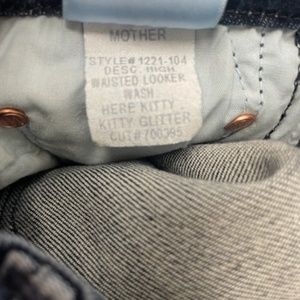 MOTHER
STYLE# 1221-104
DESC. HIGH
WAISTED LOOKER
WASH
HERE KITTY
KITTY GLITTER
CUT# 700395